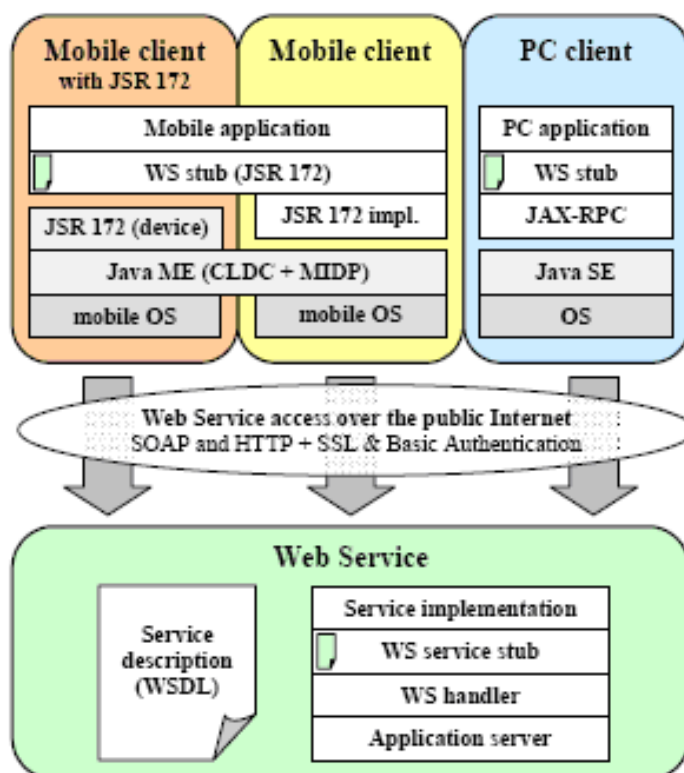 Mobile client
with JSR 172
Mobile application
WS stub (JSR 172)
JSR 172 (device)
JSR 172 impl.
Java ME (CLDC + MIDP)
mobile OS
Mobile client
mobile OS
PC client
PC application
WS stub
JAX-RPC
Java SE
OS
Web Service access over the public Internet
SOAP and HTTP + SSL & Basic Authentication
Web Service
Service
description
(WSDL)
Service implementation
WS service stub
WS handler
Application server